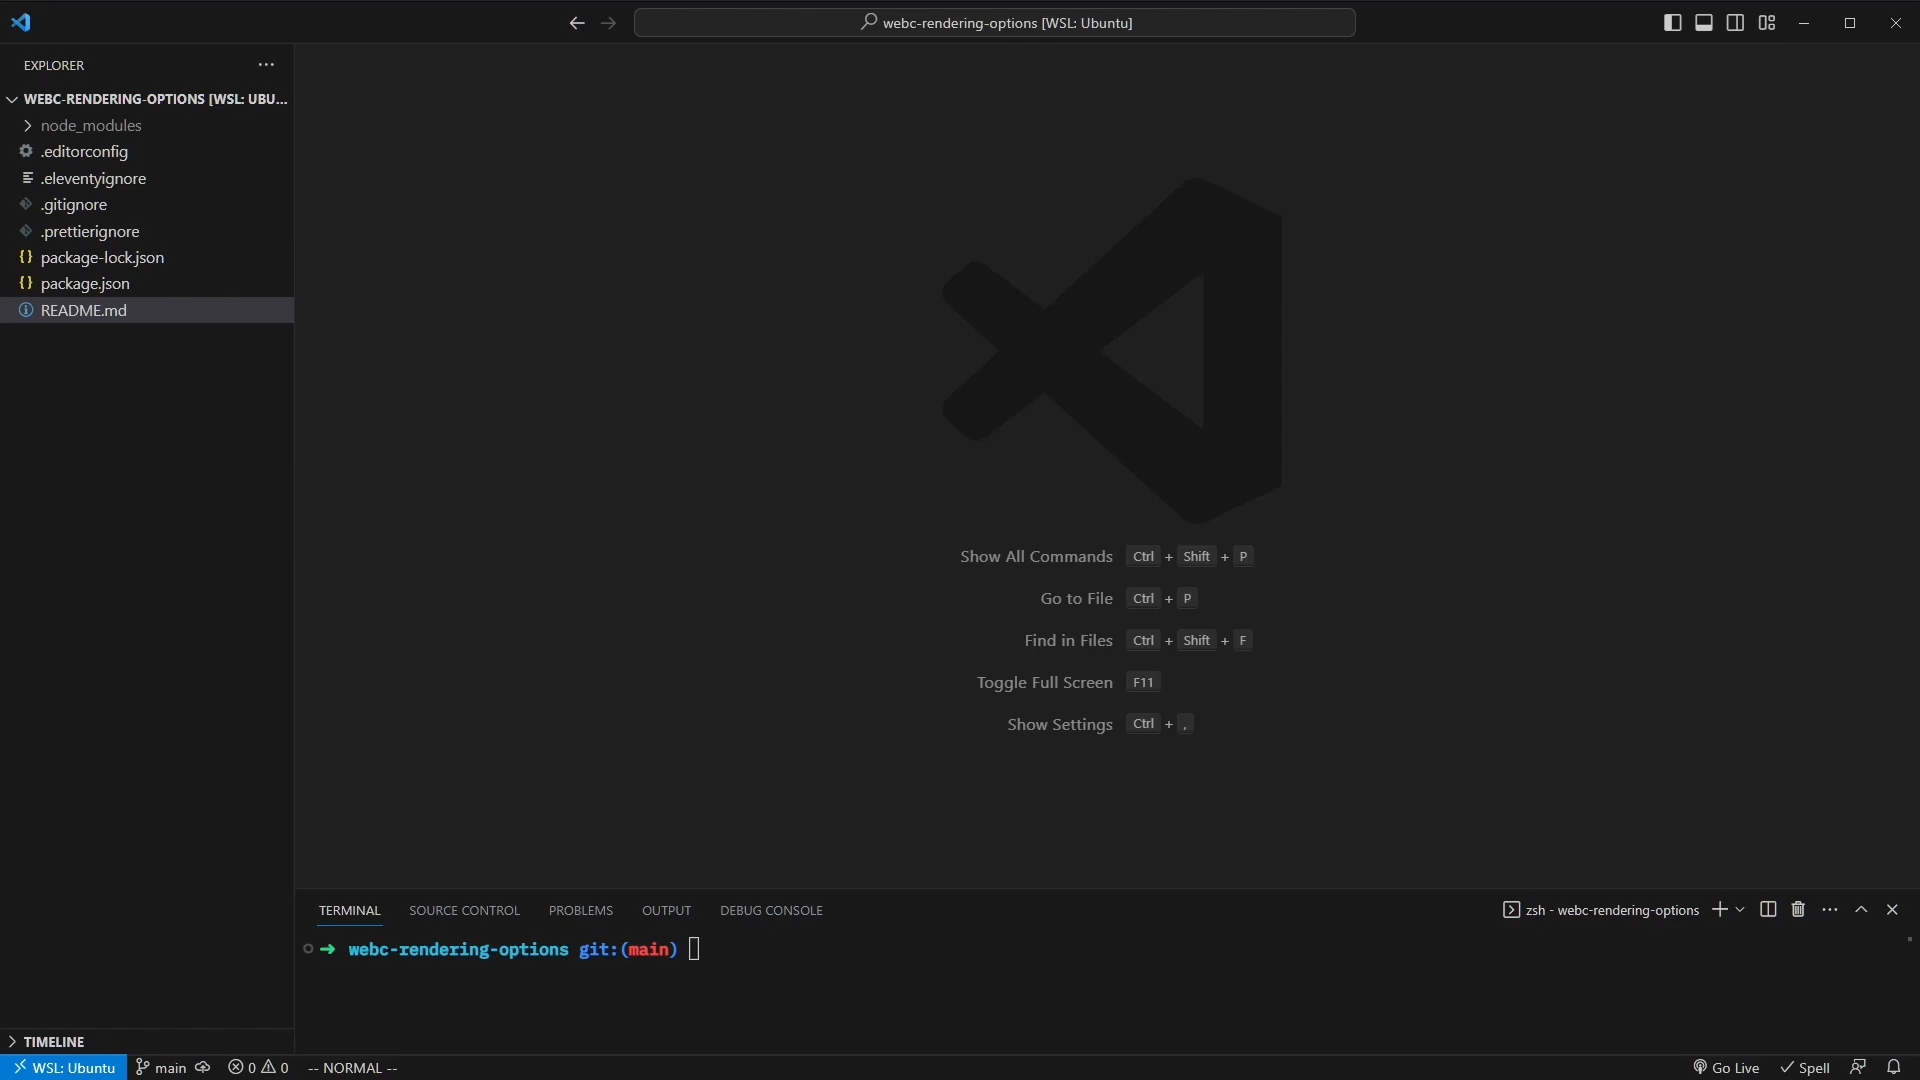 webc-rendering-options [WSL: Ubuntu]
EXPLORER
WEBC-RENDERING-OPTIONS [WSL: UBU...
node_modules
.editorconfig
.eleventyignore
.gitignore
.prettierignore
package-lock.json
package.json
README.md
Show All Commands Ctrl + Shift + P
Go to File Ctrl + P
Find in Files Ctrl + Shift + F
Toggle Full Screen F11
Show Settings Ctrl + ,
TERMINAL SOURCE CONTROL PROBLEMS OUTPUT DEBUG CONSOLE zsh - webc-rendering-options
➜ webc-rendering-options git:(main)
TIMELINE
WSL: Ubuntu main 0 0 -- NORMAL -- Go Live Spell